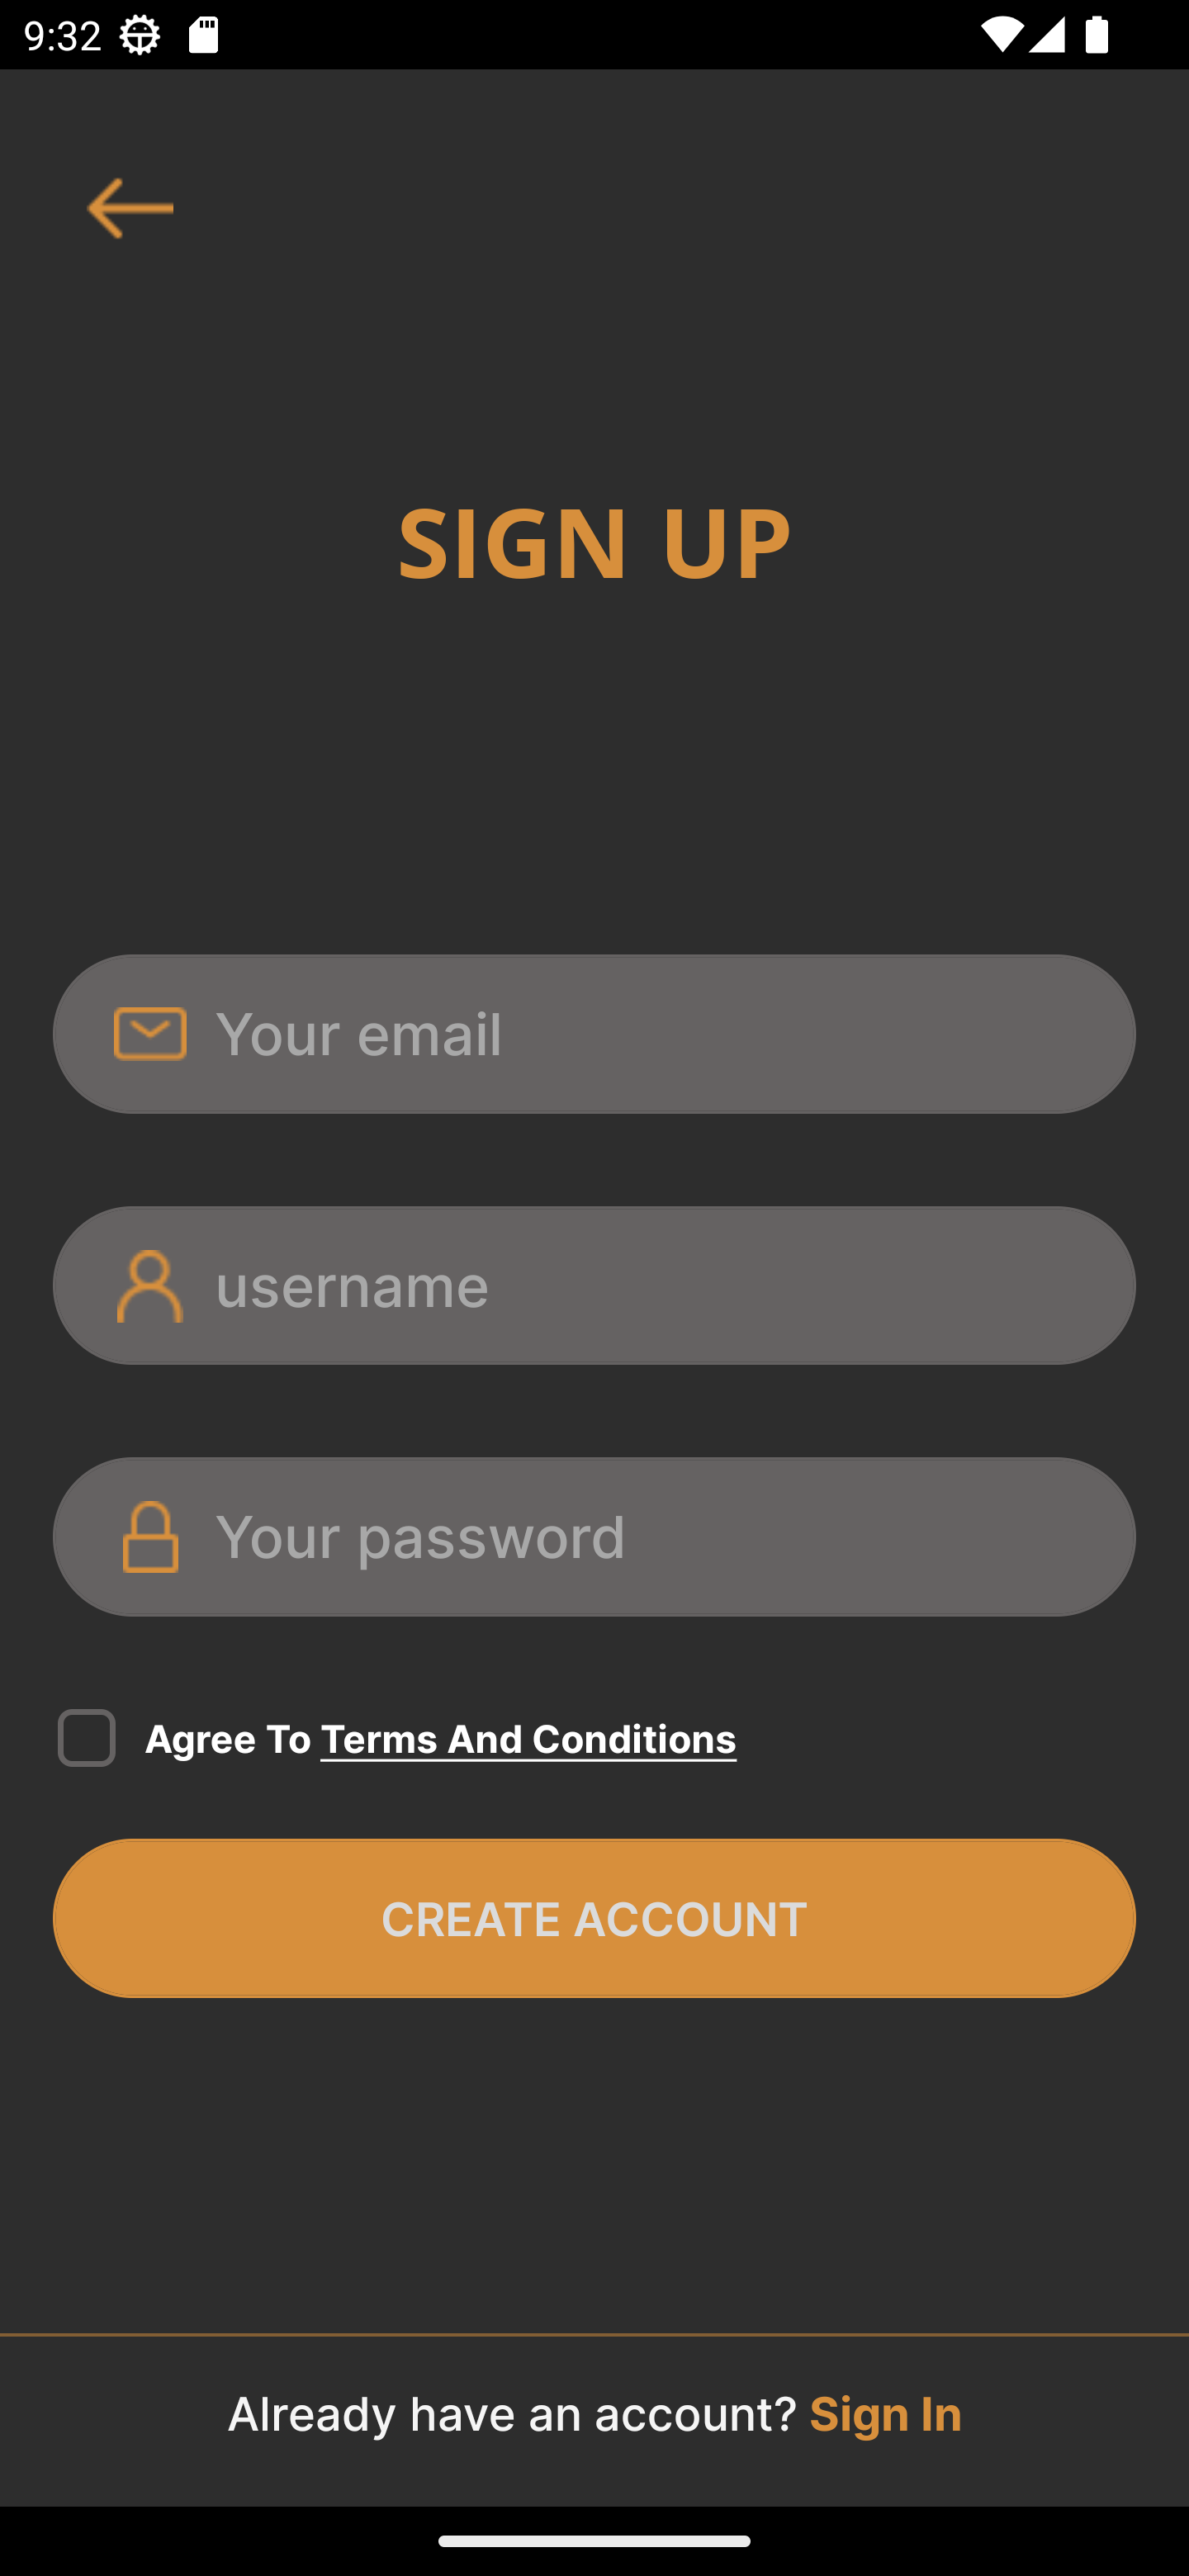 9:32
SIGN UP
Your email
username
Your password
Agree To Terms And Conditions
CREATE ACCOUNT
Already have an account? Sign In